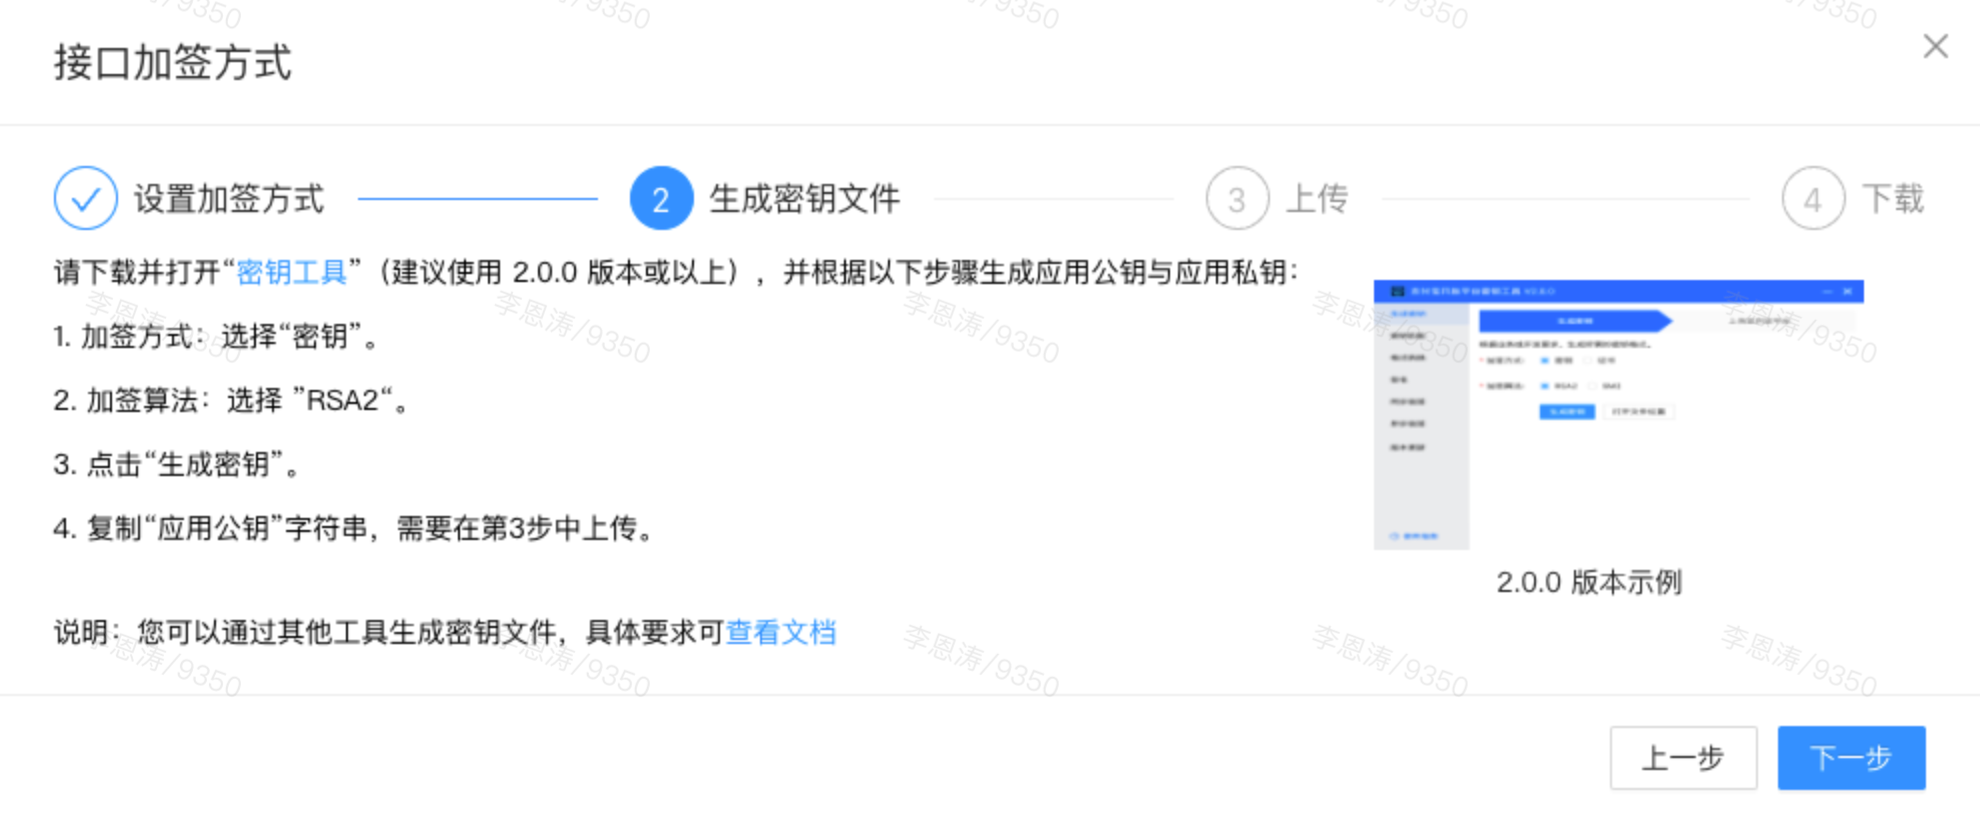 接口加签方式
设置加签方式
2 生成密钥文件
3 上传
4 下载
请下载并打开“密钥工具”（建议使用 2.0.0 版本或以上），并根据以下步骤生成应用公钥与应用私钥：
1. 加签方式：选择“密钥”。
2. 加签算法：选择 ”RSA2“。
3. 点击“生成密钥”。
4. 复制“应用公钥”字符串，需要在第3步中上传。
2.0.0 版本示例
说明：您可以通过其他工具生成密钥文件，具体要求可查看文档
上一步
下一步
李恩涛/9350